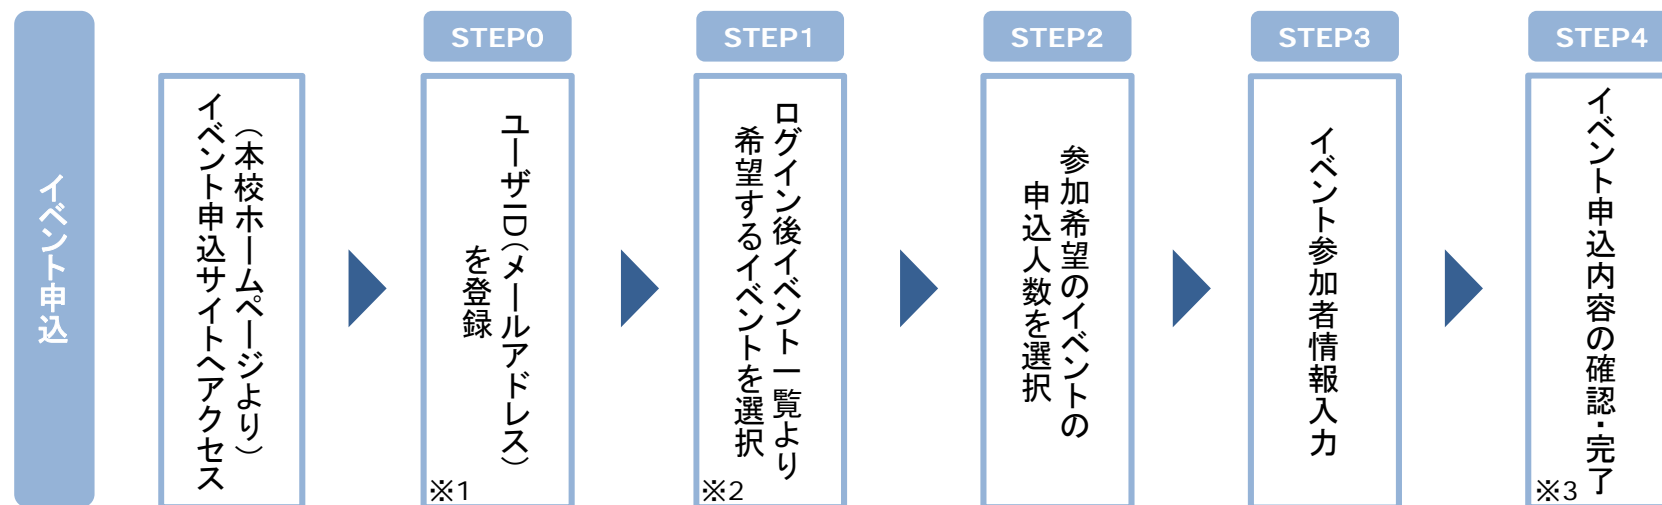 イベント申込
（本校ホームページより）
イベント申込サイトへアクセス
STEP0
ユーザID（メールアドレス）
を登録
※1
STEP1
ログイン後イベント一覧より
希望するイベントを選択
※2
STEP2
参加希望のイベントの
申込人数を選択
STEP3
イベント参加者情報入力
STEP4
イベント申込内容の確認・完了
※3